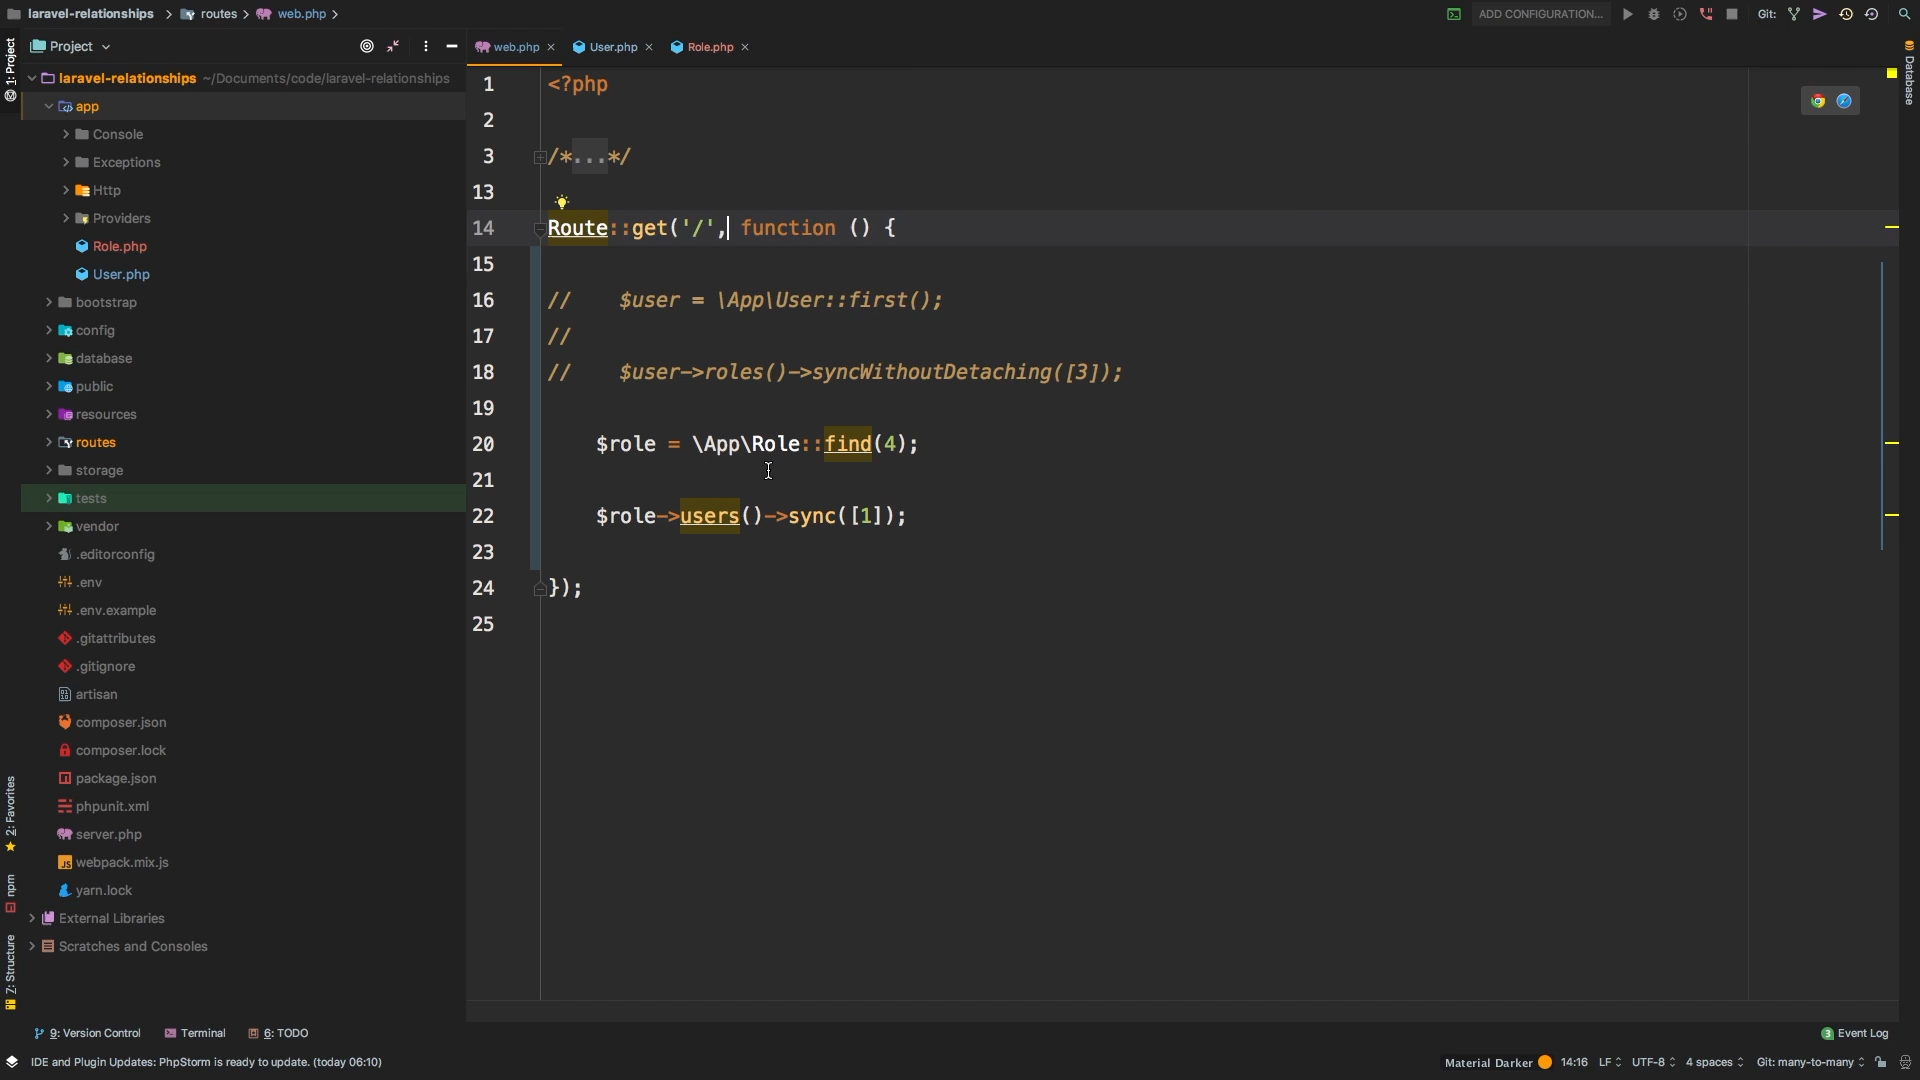 laravel-relationships routes web.php
ADD CONFIGURATION... Git:
Project
web.php User.php Role.php
1: Project
Database
laravel-relationships ~/Documents/code/laravel-relationships
app
Console
Exceptions
Http
Providers
Role.php
User.php
bootstrap
config
database
public
resources
routes
storage
tests
vendor
.editorconfig
.env
.env.example
.gitattributes
.gitignore
artisan
composer.json
composer.lock
package.json
phpunit.xml
server.php
webpack.mix.js
yarn.lock
External Libraries
Scratches and Consoles
2: Favorites
npm
Z: Structure
1 <?php
2
3 /*...*/
13
14 Route::get('/', function () {
15
16 //    $user = \App\User::first();
17 //
18 //    $user->roles()->syncWithoutDetaching([3]);
19
20     $role = \App\Role::find(4);
21
22     $role->users()->sync([1]);
23
24 });
25
9: Version Control Terminal 6: TODO
3 Event Log
IDE and Plugin Updates: PhpStorm is ready to update. (today 06:10)
Material Darker 14:16 LF UTF-8 4 spaces Git: many-to-many